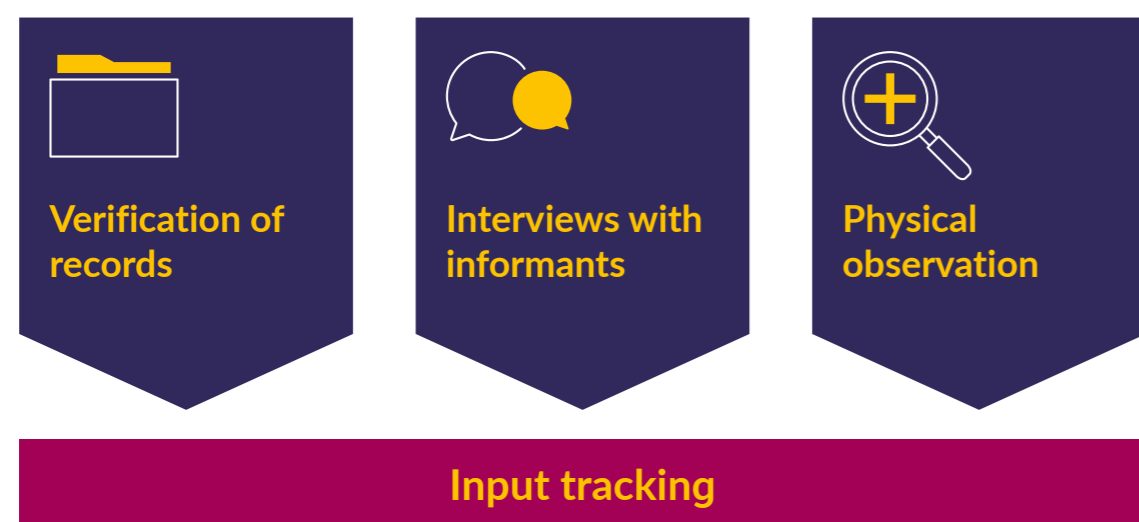 Verification of
records
Interviews with
informants
Physical
observation
Input tracking